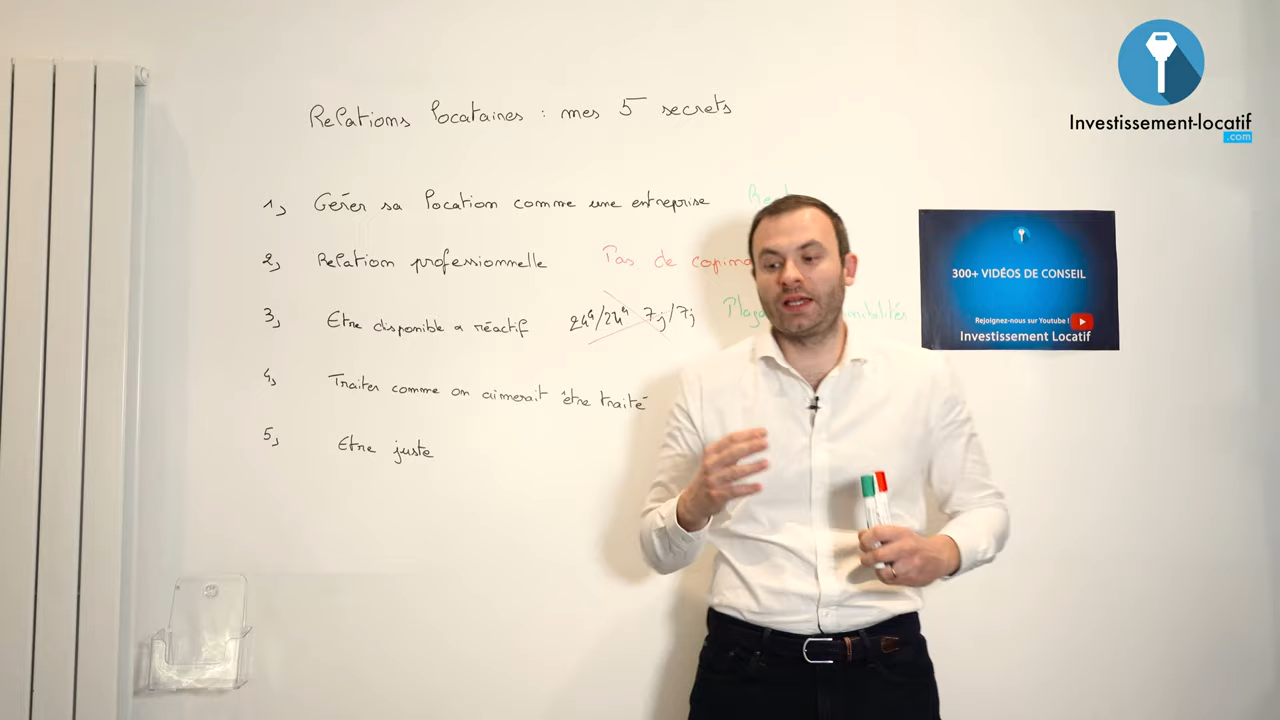 Relations locataires : mes 5 secrets
1, Gérer sa location comme une entreprise
2, Relation professionnelle Pas de
3, Etre disponible a réactif 24h/24h 7j/7j
4, Traiter comme on aimerait être traité
5, Etre juste
Investissement-locatif
.com
300+ VIDÉOS DE CONSEIL
Rejoignez-nous sur Youtube !
Investissement Locatif